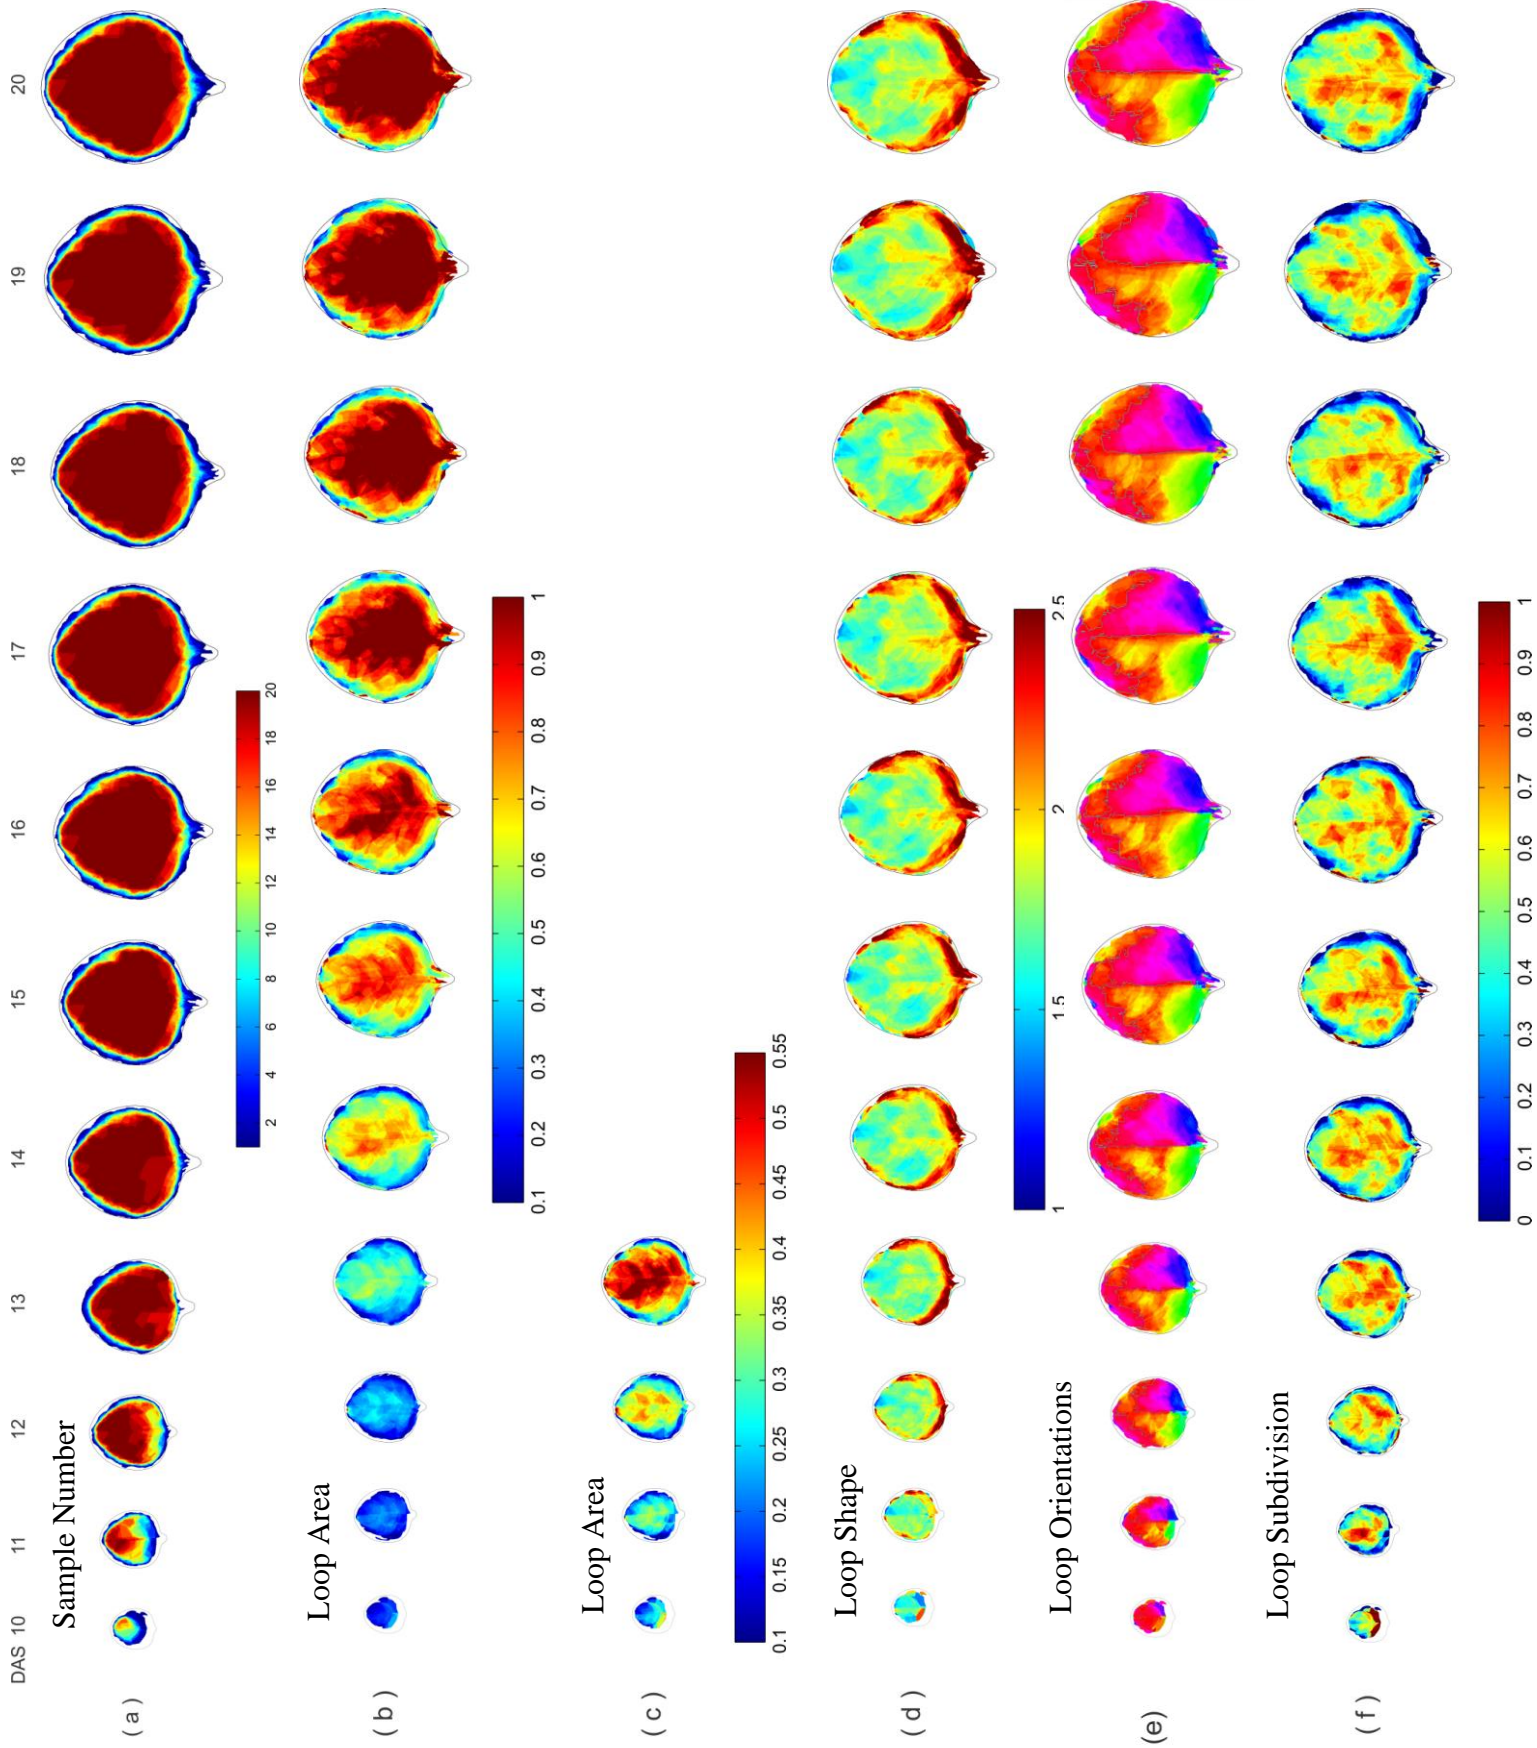 DAS 10 11 12 13 14 15 16 17 18 19 20
Sample Number
( a )
2 4 6 8 10 12 14 16 18 20
Loop Area
( b )
0.1 0.2 0.3 0.4 0.5 0.6 0.7 0.8 0.9 1
Loop Area
( c )
0.1 0.15 0.2 0.25 0.3 0.35 0.4 0.45 0.5 0.55
Loop Shape
( d )
1 1.5 2 2.5
Loop Orientations
(e)
Loop Subdivision
( f )
0 0.1 0.2 0.3 0.4 0.5 0.6 0.7 0.8 0.9 1